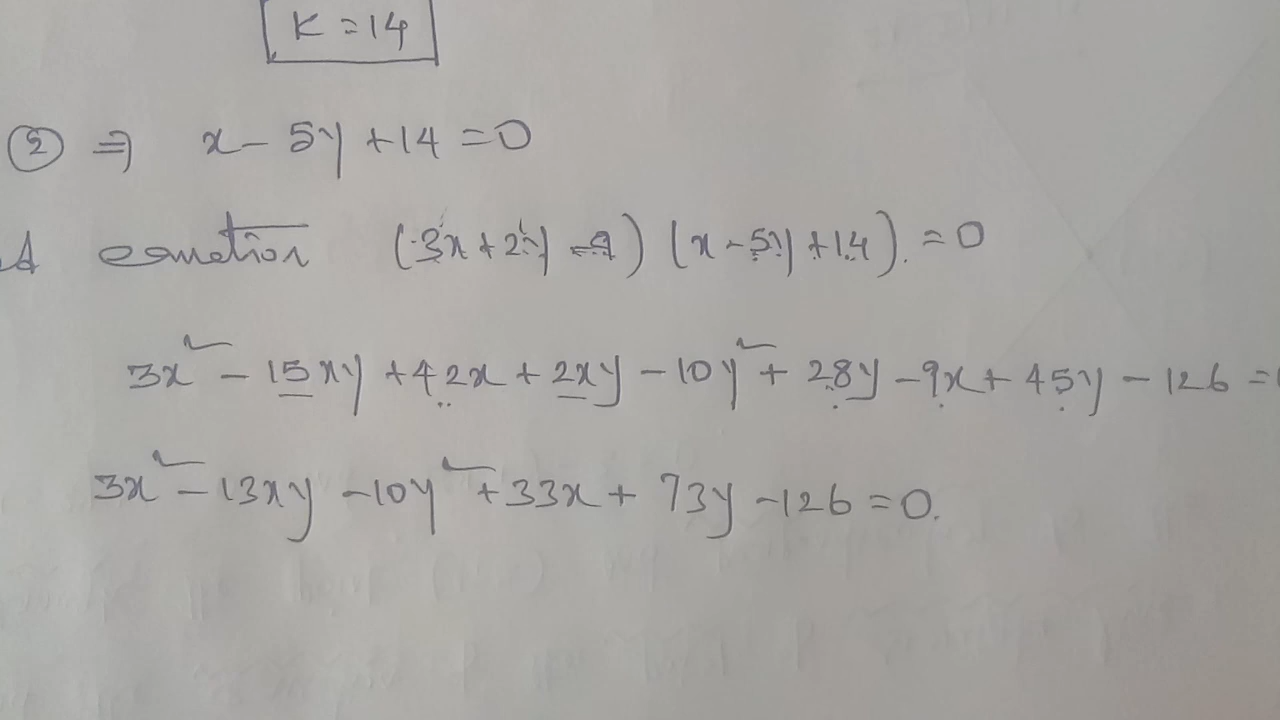 K = 14
② ⇒ x - 5y + 14 = 0
equation (3x + 2y - 9) (x - 5y + 14) = 0
3x² - 15xy + 42x + 2xy - 10y² + 28y - 9x + 45y - 126 =
3x² - 13xy - 10y² + 33x + 73y - 126 = 0.